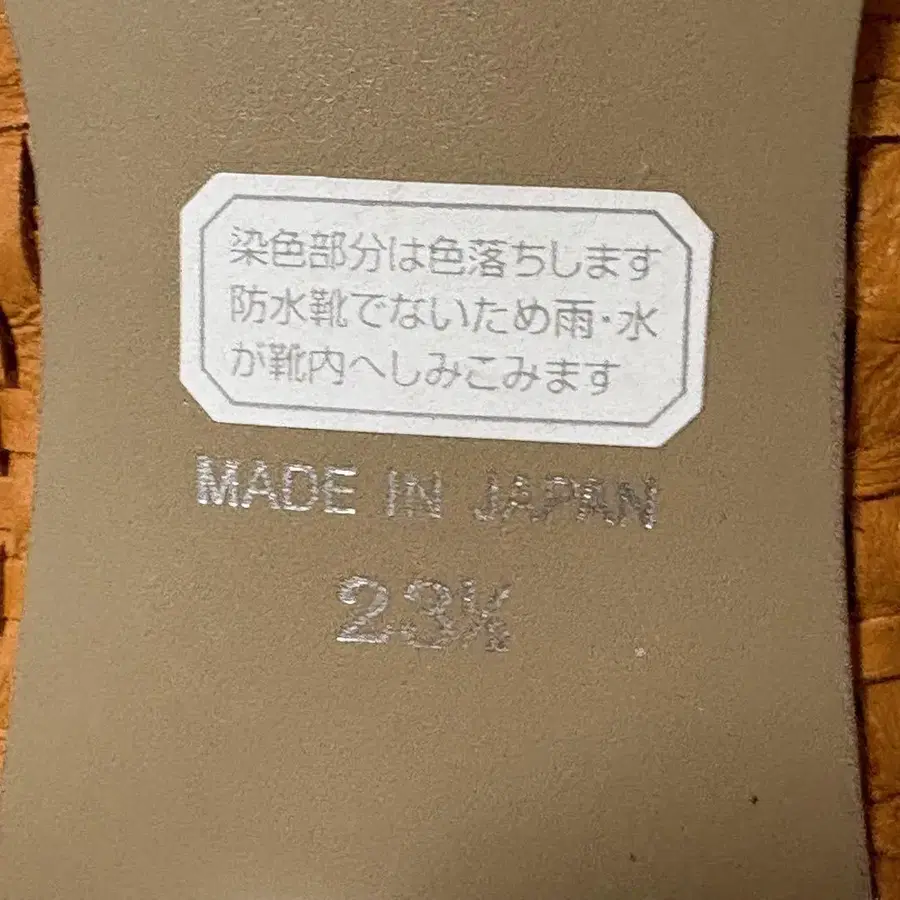 染色部分は色落ちします
防水靴でないため雨・水
が靴内へしみこみます
MADE IN JAPAN
23½